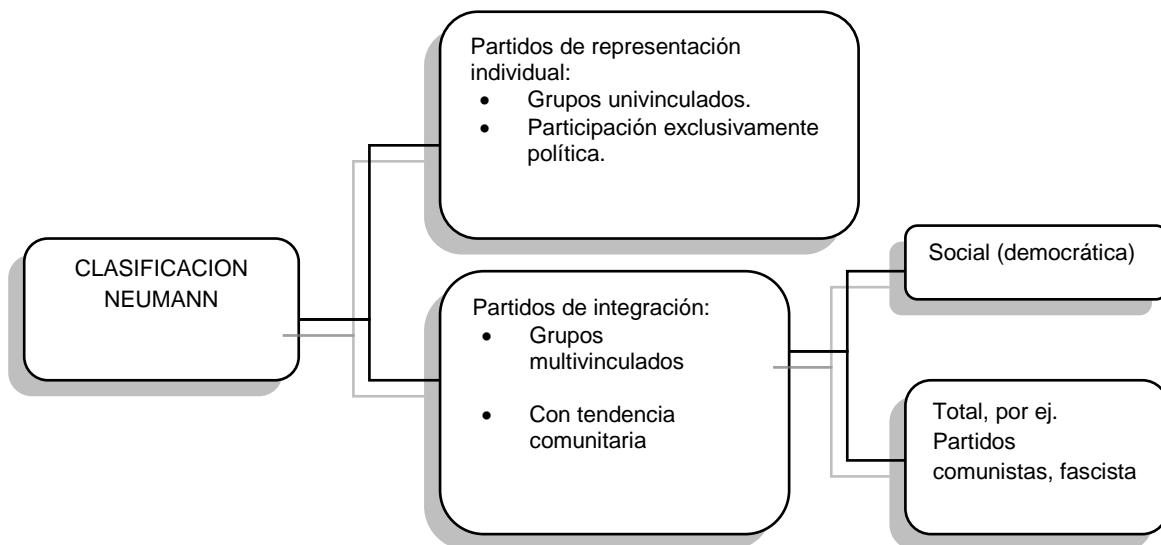 CLASIFICACION
NEUMANN
Partidos de representación
individual:
• Grupos univinculados.
• Participación exclusivamente
política.
Partidos de integración:
• Grupos
multivinculados
• Con tendencia
comunitaria
Social (democrática)
Total, por ej.
Partidos
comunistas, fascista